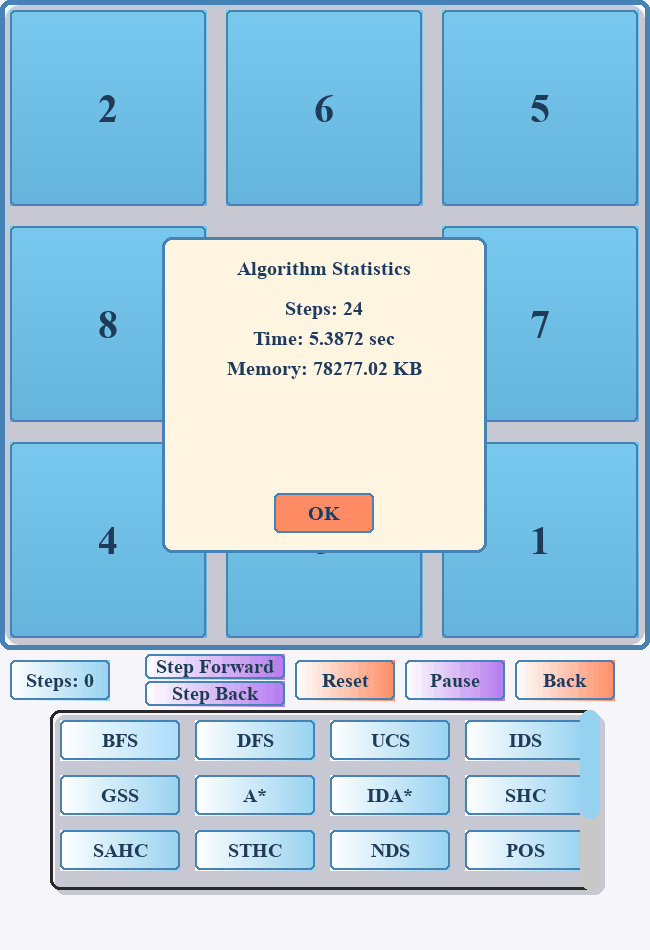 2 6 5
8 7
Algorithm Statistics
Steps: 24
Time: 5.3872 sec
Memory: 78277.02 KB
OK
4 1
Steps: 0
Step Forward
Step Back
Reset
Pause
Back
BFS DFS UCS IDS
GSS A* IDA* SHC
SAHC STHC NDS POS